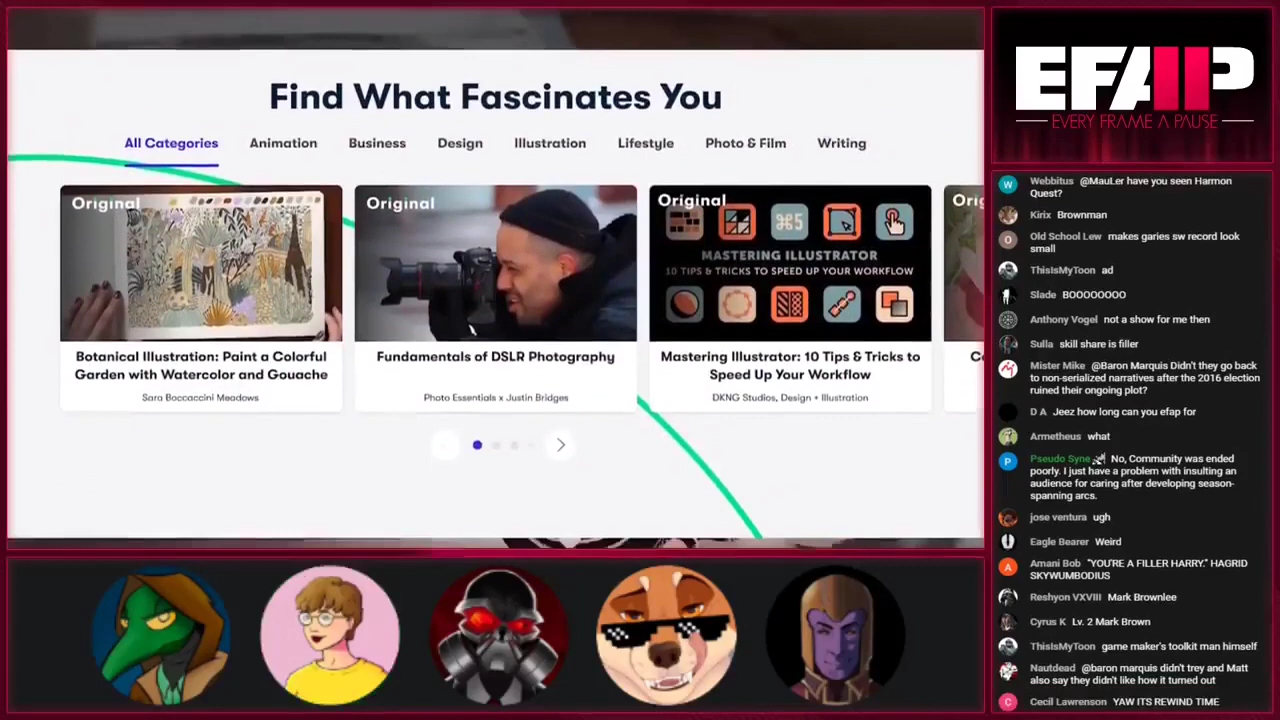 Find What Fascinates You
All Categories Animation Business Design Illustration Lifestyle Photo & Film Writing
Original
Botanical Illustration: Paint a Colorful
Garden with Watercolor and Gouache
Sara Boccaccini Meadows
Original
Fundamentals of DSLR Photography
Photo Essentials x Justin Bridges
Original
⌘5
MASTERING ILLUSTRATOR
10 TIPS & TRICKS TO SPEED UP YOUR WORKFLOW
Mastering Illustrator: 10 Tips & Tricks to
Speed Up Your Workflow
DKNG Studios, Design + Illustration
EFAP
EVERY FRAME A PAUSE
W Webbitus @MauLer have you seen Harmon
Quest?
Kirix Brownman
O Old School Lew makes garies sw record look
small
ThisIsMyToon ad
Slade BOOOOOOOO
Anthony Vogel not a show for me then
Sulla skill share is filler
Mister Mike @Baron Marquis Didn't they go back
to non-serialized narratives after the 2016 election
ruined their ongoing plot?
D A Jeez how long can you efap for
Armetheus what
P Pseudo Syne No, Community was ended
poorly. I just have a problem with insulting an
audience for caring after developing season-
spanning arcs.
jose ventura ugh
Eagle Bearer Weird
A Amani Bob "YOU'RE A FILLER HARRY." HAGRID
SKYWUMBODIUS
Reshyon VXVIII Mark Brownlee
Cyrus K Lv. 2 Mark Brown
ThisIsMyToon game maker's toolkit man himself
Nautdead @baron marquis didn't trey and Matt
also say they didn't like how it turned out
C Cecil Lawrenson YAW ITS REWIND TIME